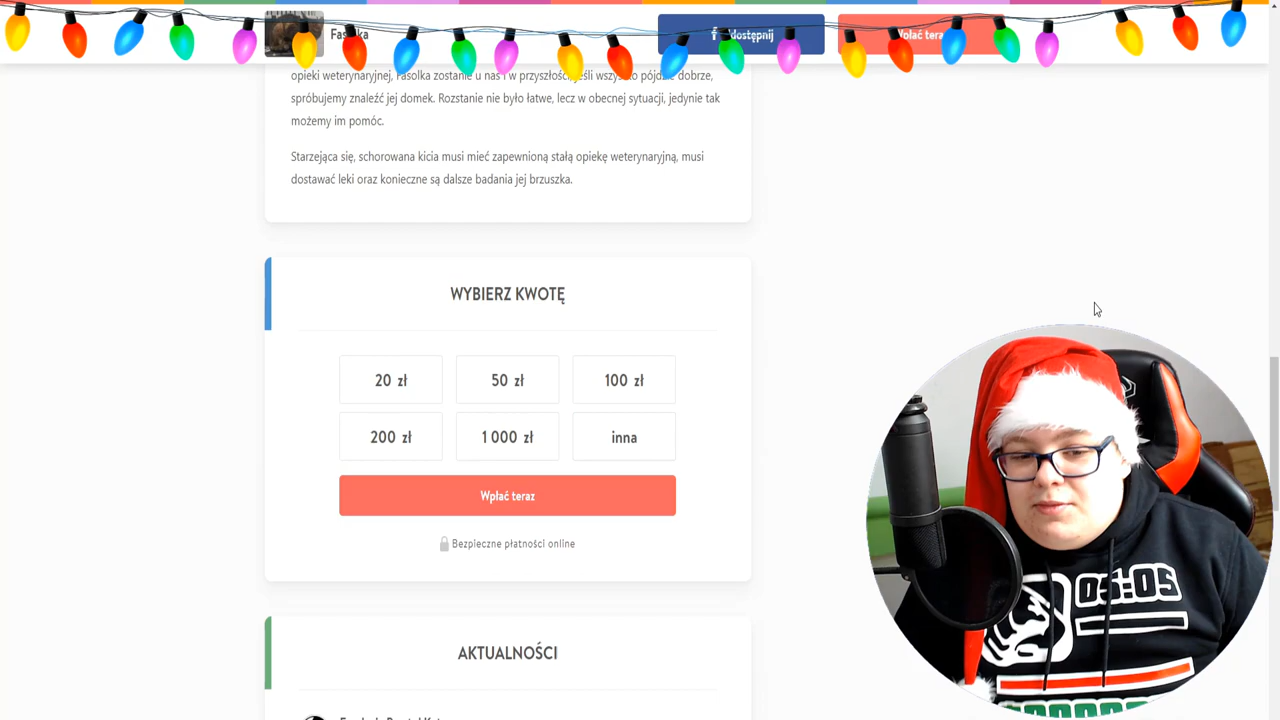 Udostępnij
Wpłać teraz
opieki weterynaryjnej, Fasolka zostanie u nas i w przyszłości, jeśli wszystko pójdzie dobrze,
spróbujemy znaleźć jej domek. Rozstanie nie było łatwe, lecz w obecnej sytuacji, jedynie tak
możemy im pomóc.
Starzejąca się, schorowana kicia musi mieć zapewnioną stałą opiekę weterynaryjną, musi
dostawać leki oraz konieczne są dalsze badania jej brzuszka.
WYBIERZ KWOTĘ
20 zł
50 zł
100 zł
200 zł
1 000 zł
inna
Wpłać teraz
Bezpieczne płatności online
05:05
AKTUALNOŚCI